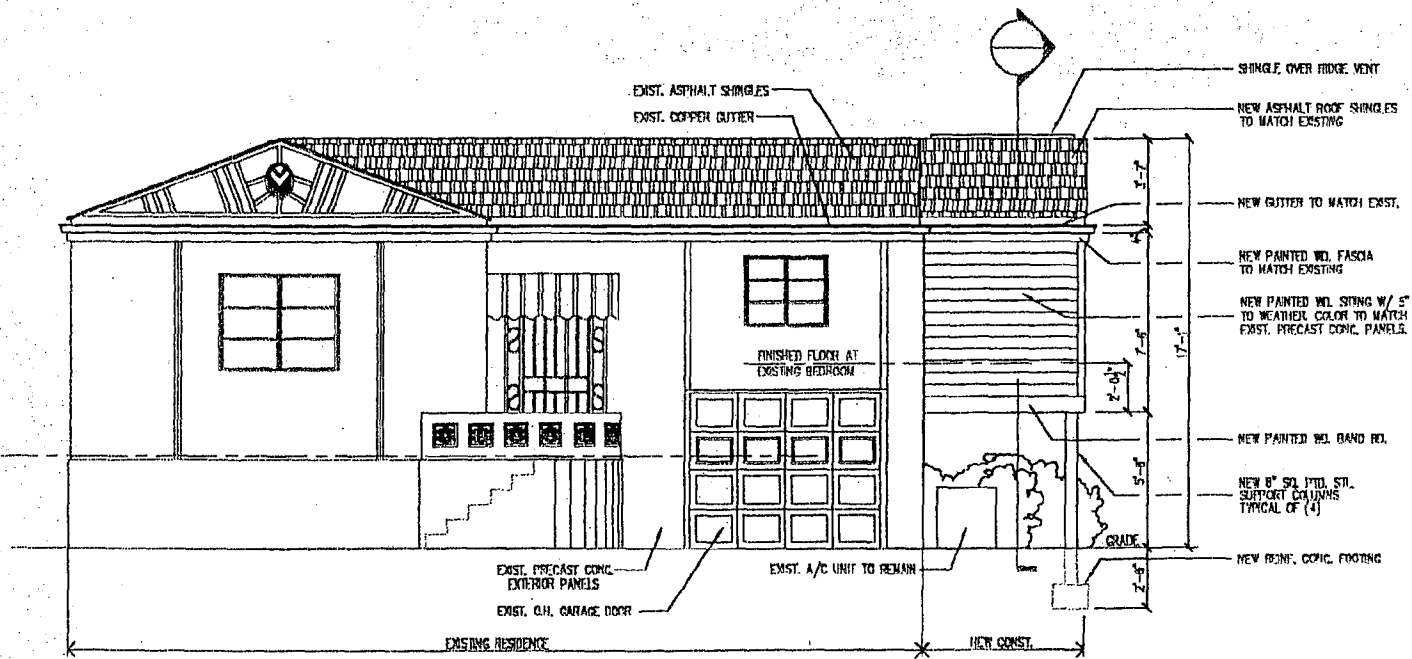 EXIST. ASPHALT SHINGLES
EXIST. COPPER GUTTER
SHINGLE OVER RIDGE VENT
NEW ASPHALT ROOF SHINGLES
TO MATCH EXISTING
NEW GUTTER TO MATCH EXIST.
NEW PAINTED WD. FASCIA
TO MATCH EXISTING
NEW PAINTED WD. SIDING W/ 5"
TO WEATHER, COLOR TO MATCH
EXIST. PRECAST CONC. PANELS.
FINISHED FLOOR AT
EXISTING BEDROOM
2'-0½"
NEW PAINTED WD. BAND BD.
5'-8"
NEW 8" SQ. PTD. STL.
SUPPORT COLUMNS
TYPICAL OF (4)
GRADE
NEW REINF. CONC. FOOTING
2'-6"
EXIST. PRECAST CONC.
EXTERIOR PANELS
EXIST. A/C UNIT TO REMAIN
EXIST. O.H. GARAGE DOOR
EXISTING RESIDENCE
NEW CONST.